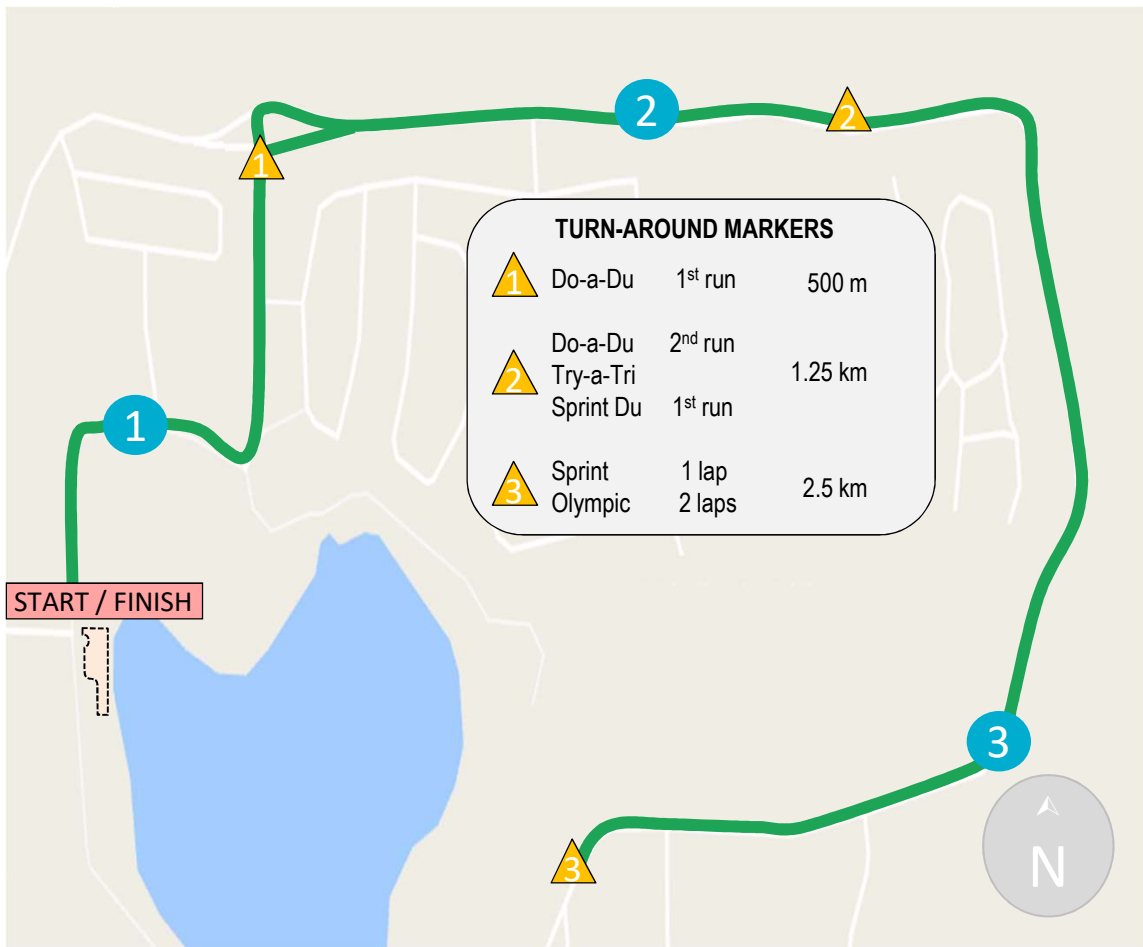 2
2
1
TURN-AROUND MARKERS
1 Do-a-Du 1st run 500 m
Do-a-Du 2nd run
2 Try-a-Tri 1.25 km
Sprint Du 1st run
3 Sprint 1 lap 2.5 km
Olympic 2 laps
1
START / FINISH
3
3
N